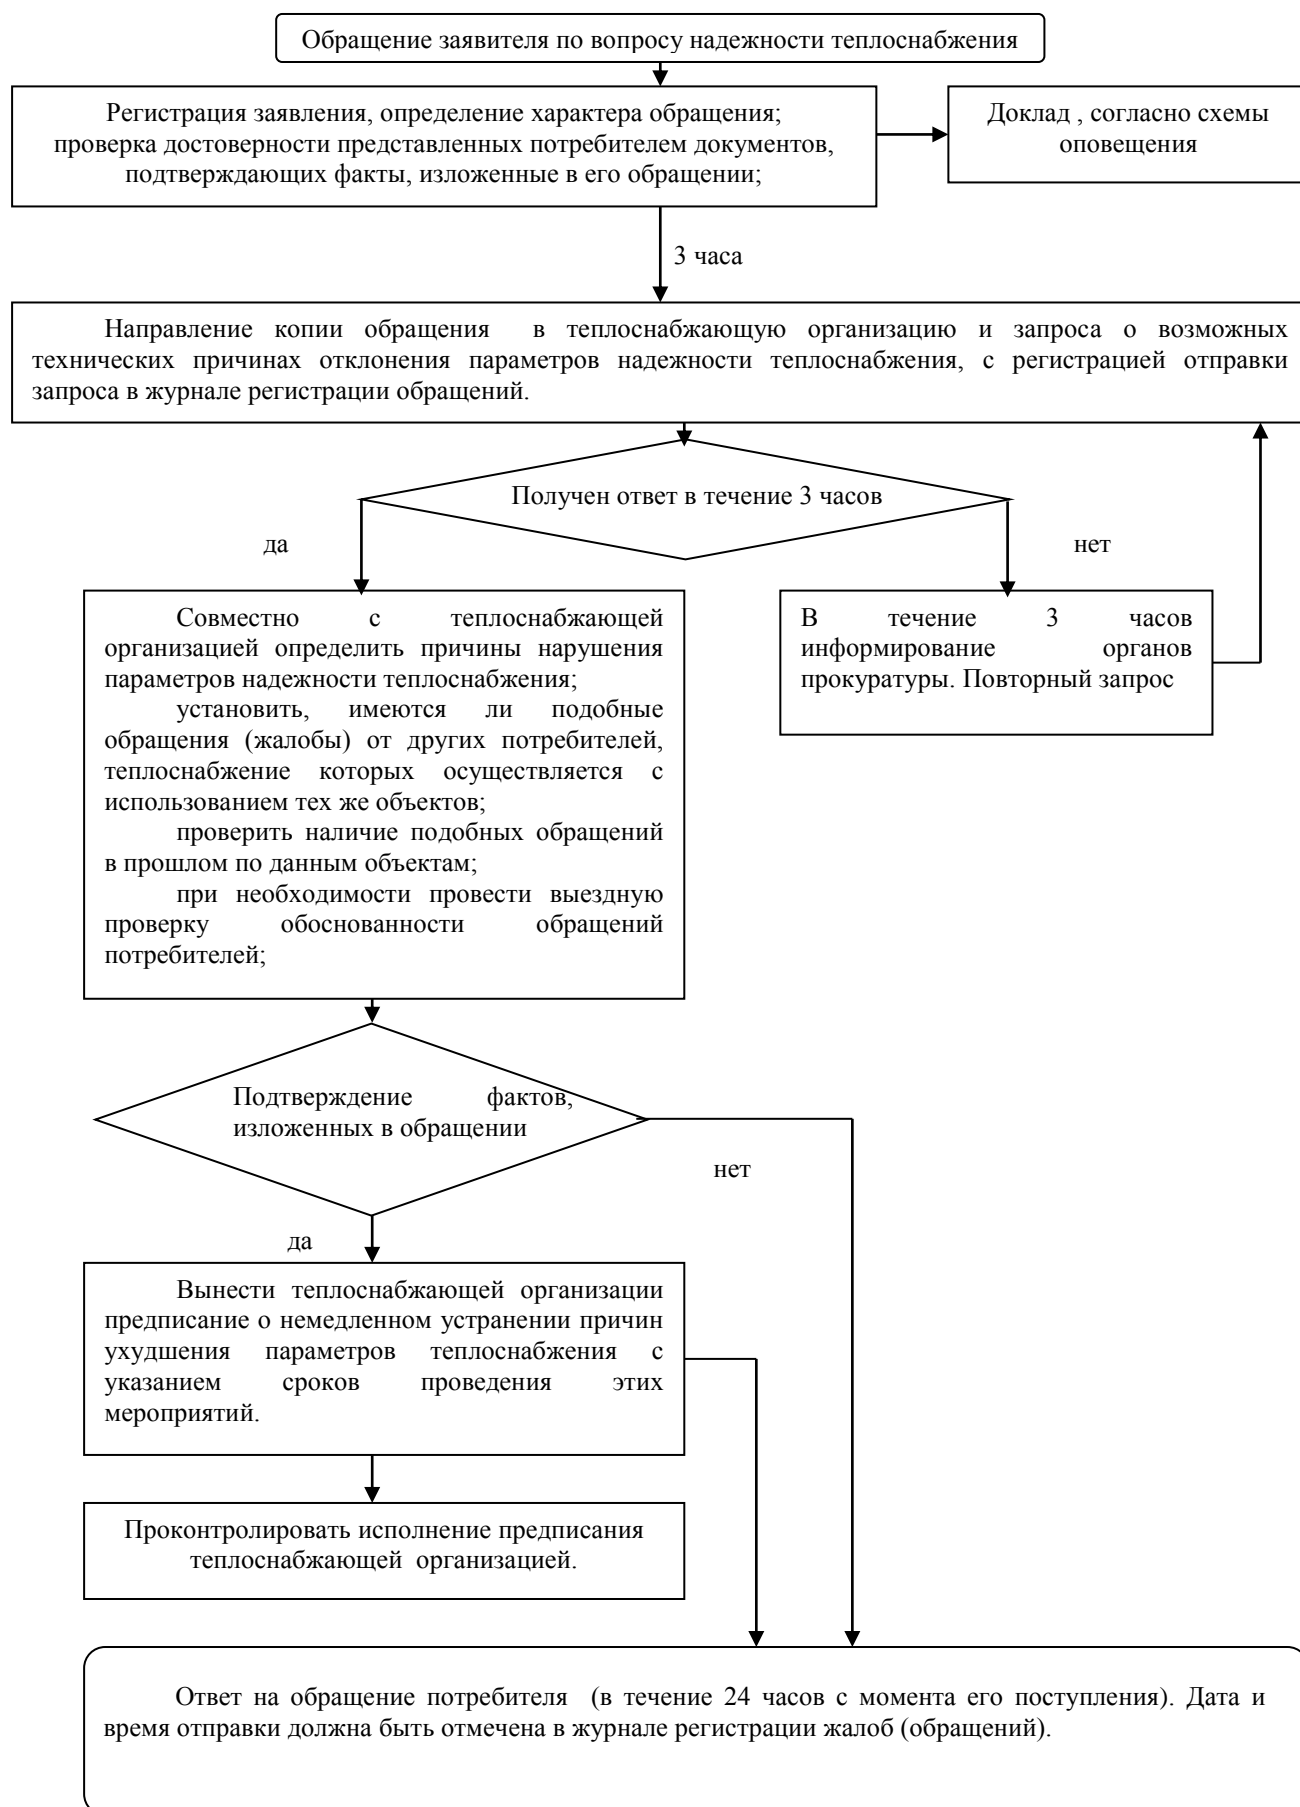 Обращение заявителя по вопросу надежности теплоснабжения
Регистрация заявления, определение характера обращения;
проверка достоверности представленных потребителем документов,
подтверждающих факты, изложенные в его обращении;
Доклад , согласно схемы
оповещения
3 часа
Направление копии обращения в теплоснабжающую организацию и запроса о возможных
технических причинах отклонения параметров надежности теплоснабжения, с регистрацией отправки
запроса в журнале регистрации обращений.
Получен ответ в течение 3 часов
да
нет
Совместно с теплоснабжающей
организацией определить причины нарушения
параметров надежности теплоснабжения;
установить, имеются ли подобные
обращения (жалобы) от других потребителей,
теплоснабжение которых осуществляется с
использованием тех же объектов;
проверить наличие подобных обращений
в прошлом по данным объектам;
при необходимости провести выездную
проверку обоснованности обращений
потребителей;
В течение 3 часов
информирование органов
прокуратуры. Повторный запрос
Подтверждение фактов,
изложенных в обращении
нет
да
Вынести теплоснабжающей организации
предписание о немедленном устранении причин
ухудшения параметров теплоснабжения с
указанием сроков проведения этих
мероприятий.
Проконтролировать исполнение предписания
теплоснабжающей организацией.
Ответ на обращение потребителя (в течение 24 часов с момента его поступления). Дата и
время отправки должна быть отмечена в журнале регистрации жалоб (обращений).